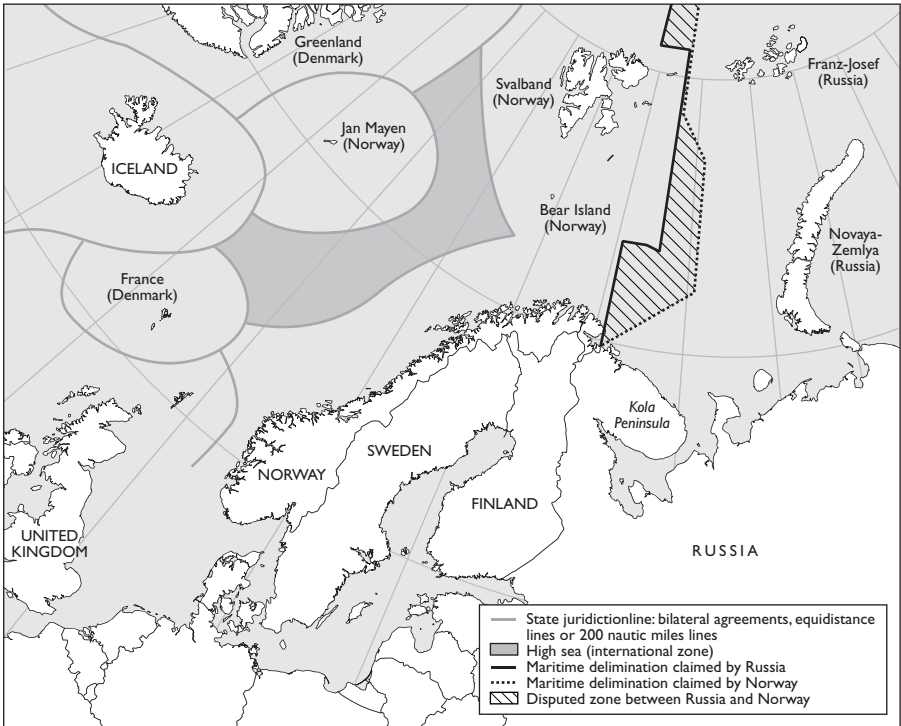 Greenland
(Denmark)
Franz-Josef
(Russia)
Svalband
(Norway)
Jan Mayen
(Norway)
ICELAND
Bear Island
(Norway)
Novaya-
Zemlya
(Russia)
France
(Denmark)
Kola
Peninsula
SWEDEN
NORWAY
FINLAND
UNITED
KINGDOM
RUSSIA
State juridictionline: bilateral agreements, equidistance
lines or 200 nautic miles lines
High sea (international zone)
Maritime delimination claimed by Russia
Maritime delimination claimed by Norway
Disputed zone between Russia and Norway